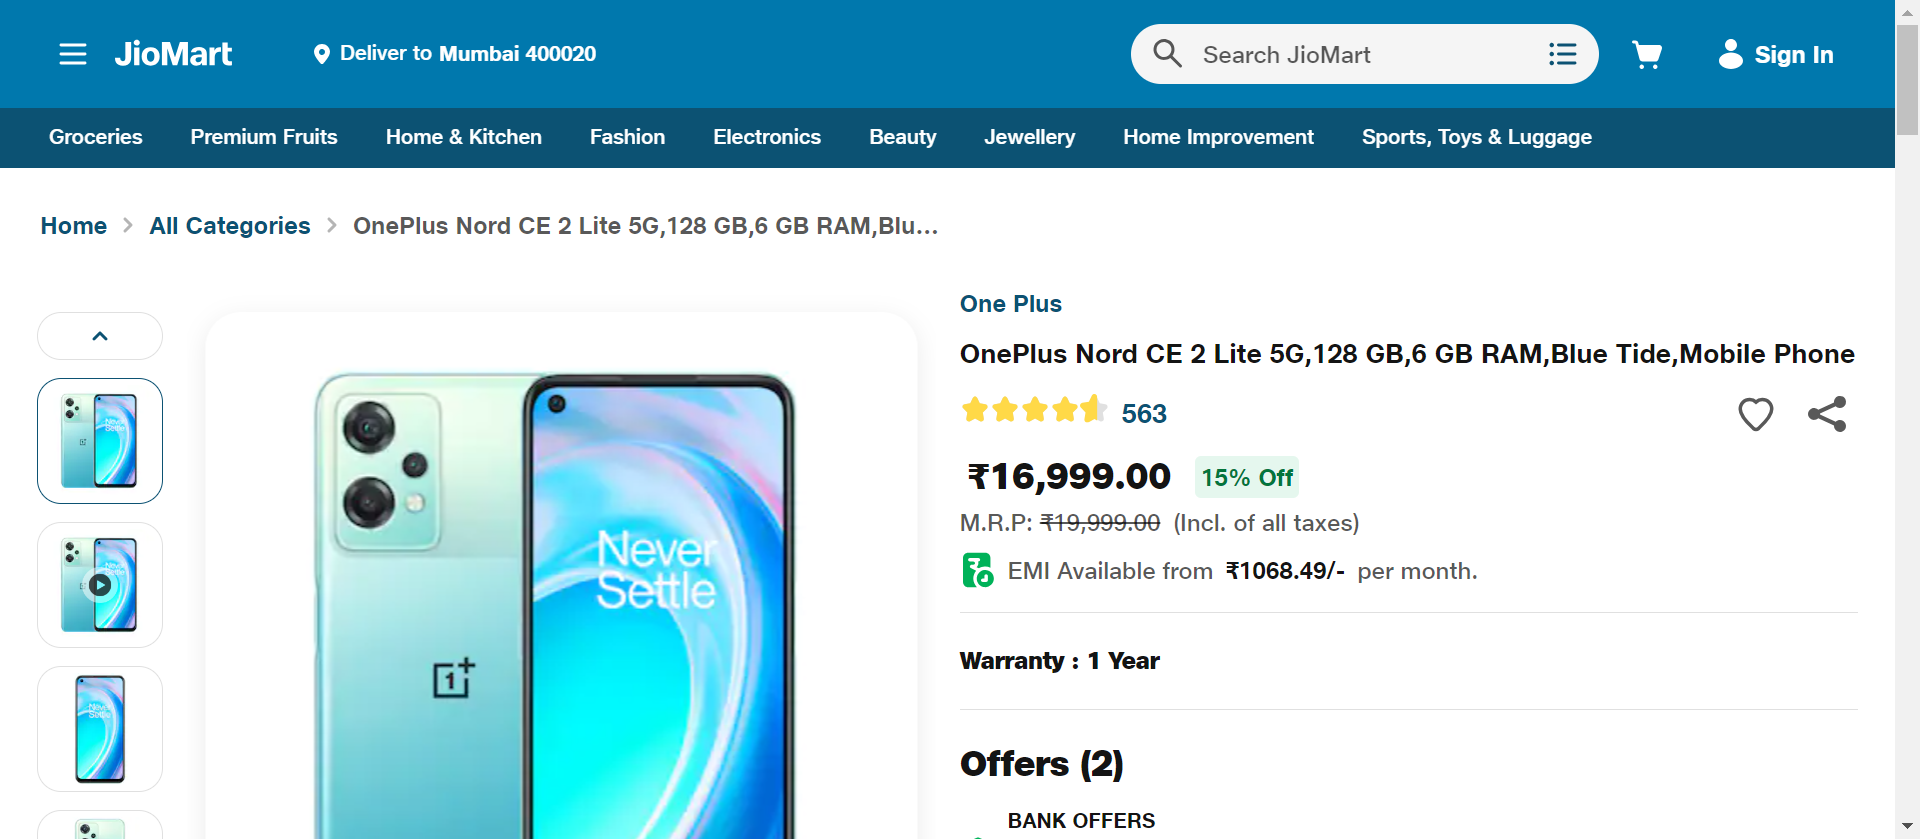 JioMart
Deliver to Mumbai 400020
Search JioMart
Sign In
Groceries
Premium Fruits
Home & Kitchen
Fashion
Electronics
Beauty
Jewellery
Home Improvement
Sports, Toys & Luggage
Home
All Categories
OnePlus Nord CE 2 Lite 5G,128 GB,6 GB RAM,Blu...
Never
Settle
1
One Plus
OnePlus Nord CE 2 Lite 5G,128 GB,6 GB RAM,Blue Tide,Mobile Phone
563
₹16,999.00
15% Off
M.R.P: ₹19,999.00 (Incl. of all taxes)
EMI Available from ₹1068.49/- per month.
Warranty : 1 Year
Offers (2)
BANK OFFERS